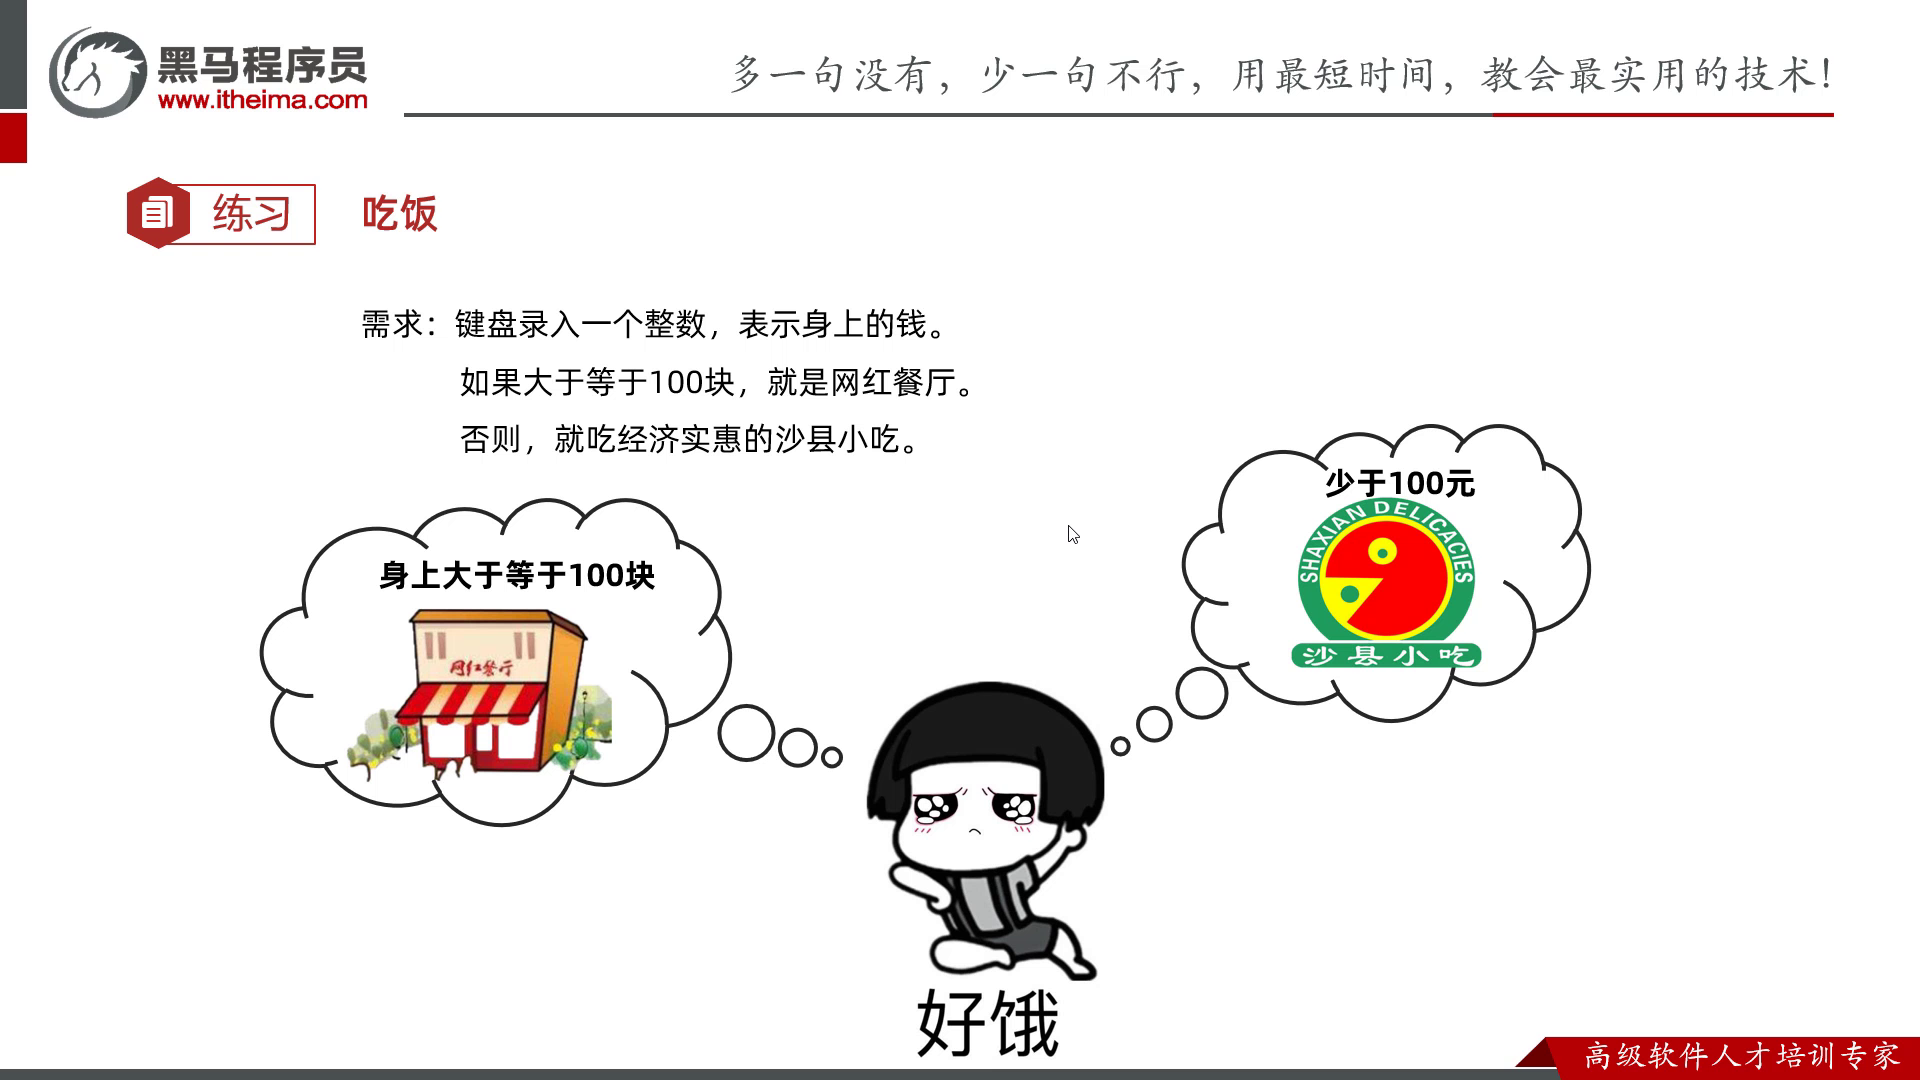 黑马程序员
www.itheima.com
多一句没有，少一句不行，用最短时间，教会最实用的技术！
练习
吃饭
需求：键盘录入一个整数，表示身上的钱。
如果大于等于100块，就是网红餐厅。
否则，就吃经济实惠的沙县小吃。
身上大于等于100块
网红餐厅
少于100元
SHAXIAN DELICACIES
沙县小吃
好饿
高级软件人才培训专家